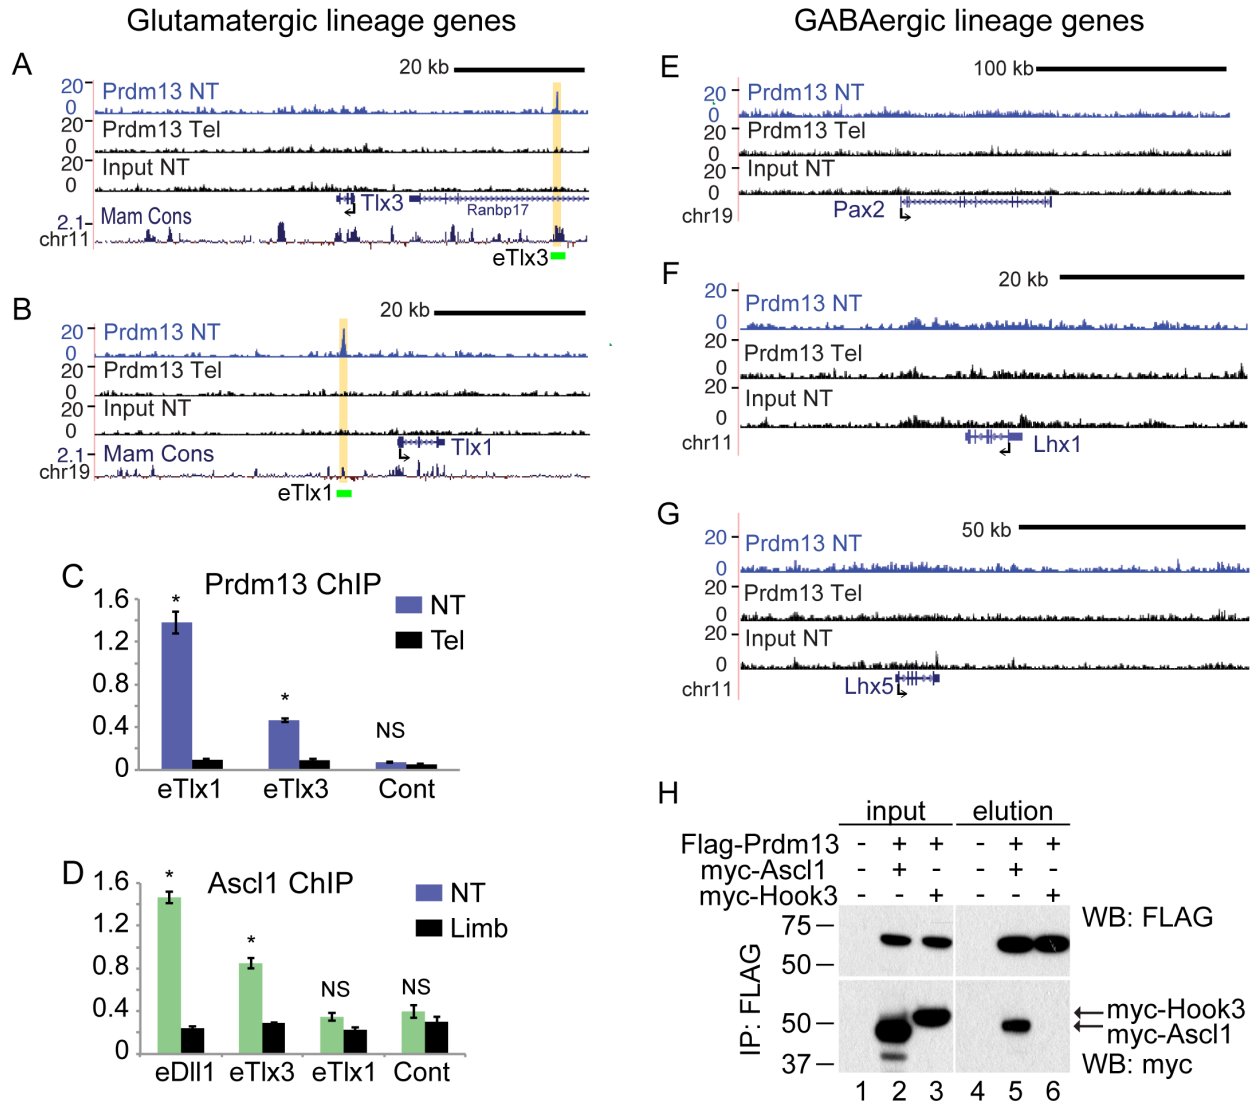 Glutamatergic lineage genes
GABAergic lineage genes
A
20 kb
20
Prdm13 NT
0
20
Prdm13 Tel
0
20
Input NT
0
Tlx3
Ranbp17
2.1
Mam Cons
chr11
eTlx3
B
20 kb
20
Prdm13 NT
0
20
Prdm13 Tel
0
20
Input NT
0
Tlx1
2.1
Mam Cons
chr19
eTlx1
C
Prdm13 ChIP
1.6
1.2
0.8
0.4
0
*
*
NS
NT
Tel
eTlx1 eTlx3 Cont
D
Ascl1 ChIP
1.6
1.2
0.8
0.4
0
*
*
NS
NS
NT
Limb
eDll1 eTlx3 eTlx1 Cont
E
100 kb
20
Prdm13 NT
0
20
Prdm13 Tel
0
20
Input NT
0
chr19
Pax2
F
20 kb
20
Prdm13 NT
0
20
Prdm13 Tel
0
20
Input NT
0
chr11
Lhx1
G
50 kb
20
Prdm13 NT
0
20
Prdm13 Tel
0
20
Input NT
0
chr11
Lhx5
H
input elution
Flag-Prdm13 - + + - + +
myc-Ascl1 - + - - + -
myc-Hook3 - - + - - +
75
50
WB: FLAG
IP: FLAG
50
37
myc-Hook3
myc-Ascl1
WB: myc
1 2 3 4 5 6